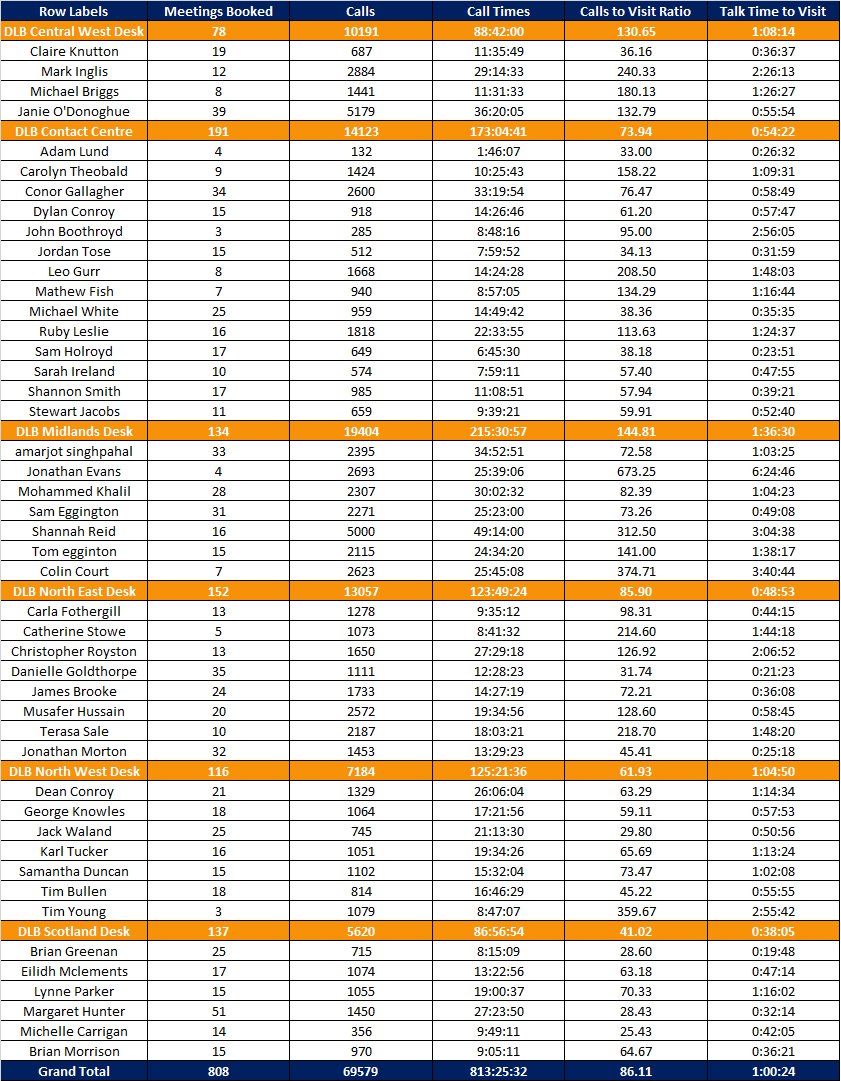 Row Labels Meetings Booked Calls Call Times Calls to Visit Ratio Talk Time to Visit
DLB Central West Desk 78 10191 88:42:00 130.65 1:08:14
Claire Knutton 19 687 11:35:49 36.16 0:36:37
Mark Inglis 12 2884 29:14:33 240.33 2:26:13
Michael Briggs 8 1441 11:31:33 180.13 1:26:27
Janie O'Donoghue 39 5179 36:20:05 132.79 0:55:54
DLB Contact Centre 191 14123 173:04:41 73.94 0:54:22
Adam Lund 4 132 1:46:07 33.00 0:26:32
Carolyn Theobald 9 1424 10:25:43 158.22 1:09:31
Conor Gallagher 34 2600 33:19:54 76.47 0:58:49
Dylan Conroy 15 918 14:26:46 61.20 0:57:47
John Boothroyd 3 285 8:48:16 95.00 2:56:05
Jordan Tose 15 512 7:59:52 34.13 0:31:59
Leo Gurr 8 1668 14:24:28 208.50 1:48:03
Mathew Fish 7 940 8:57:05 134.29 1:16:44
Michael White 25 959 14:49:42 38.36 0:35:35
Ruby Leslie 16 1818 22:33:55 113.63 1:24:37
Sam Holroyd 17 649 6:45:30 38.18 0:23:51
Sarah Ireland 10 574 7:59:11 57.40 0:47:55
Shannon Smith 17 985 11:08:51 57.94 0:39:21
Stewart Jacobs 11 659 9:39:21 59.91 0:52:40
DLB Midlands Desk 134 19404 215:30:57 144.81 1:36:30
amarjot singhpahal 33 2395 34:52:51 72.58 1:03:25
Jonathan Evans 4 2693 25:39:06 673.25 6:24:46
Mohammed Khalil 28 2307 30:02:32 82.39 1:04:23
Sam Eggington 31 2271 25:23:00 73.26 0:49:08
Shannah Reid 16 5000 49:14:00 312.50 3:04:38
Tom egginton 15 2115 24:34:20 141.00 1:38:17
Colin Court 7 2623 25:45:08 374.71 3:40:44
DLB North East Desk 152 13057 123:49:24 85.90 0:48:53
Carla Fothergill 13 1278 9:35:12 98.31 0:44:15
Catherine Stowe 5 1073 8:41:32 214.60 1:44:18
Christopher Royston 13 1650 27:29:18 126.92 2:06:52
Danielle Goldthorpe 35 1111 12:28:23 31.74 0:21:23
James Brooke 24 1733 14:27:19 72.21 0:36:08
Musafer Hussain 20 2572 19:34:56 128.60 0:58:45
Terasa Sale 10 2187 18:03:21 218.70 1:48:20
Jonathan Morton 32 1453 13:29:23 45.41 0:25:18
DLB North West Desk 116 7184 125:21:36 61.93 1:04:50
Dean Conroy 21 1329 26:06:04 63.29 1:14:34
George Knowles 18 1064 17:21:56 59.11 0:57:53
Jack Waland 25 745 21:13:30 29.80 0:50:56
Karl Tucker 16 1051 19:34:26 65.69 1:13:24
Samantha Duncan 15 1102 15:32:04 73.47 1:02:08
Tim Bullen 18 814 16:46:29 45.22 0:55:55
Tim Young 3 1079 8:47:07 359.67 2:55:42
DLB Scotland Desk 137 5620 86:56:54 41.02 0:38:05
Brian Greenan 25 715 8:15:09 28.60 0:19:48
Eilidh Mclements 17 1074 13:22:56 63.18 0:47:14
Lynne Parker 15 1055 19:00:37 70.33 1:16:02
Margaret Hunter 51 1450 27:23:50 28.43 0:32:14
Michelle Carrigan 14 356 9:49:11 25.43 0:42:05
Brian Morrison 15 970 9:05:11 64.67 0:36:21
Grand Total 808 69579 813:25:32 86.11 1:00:24